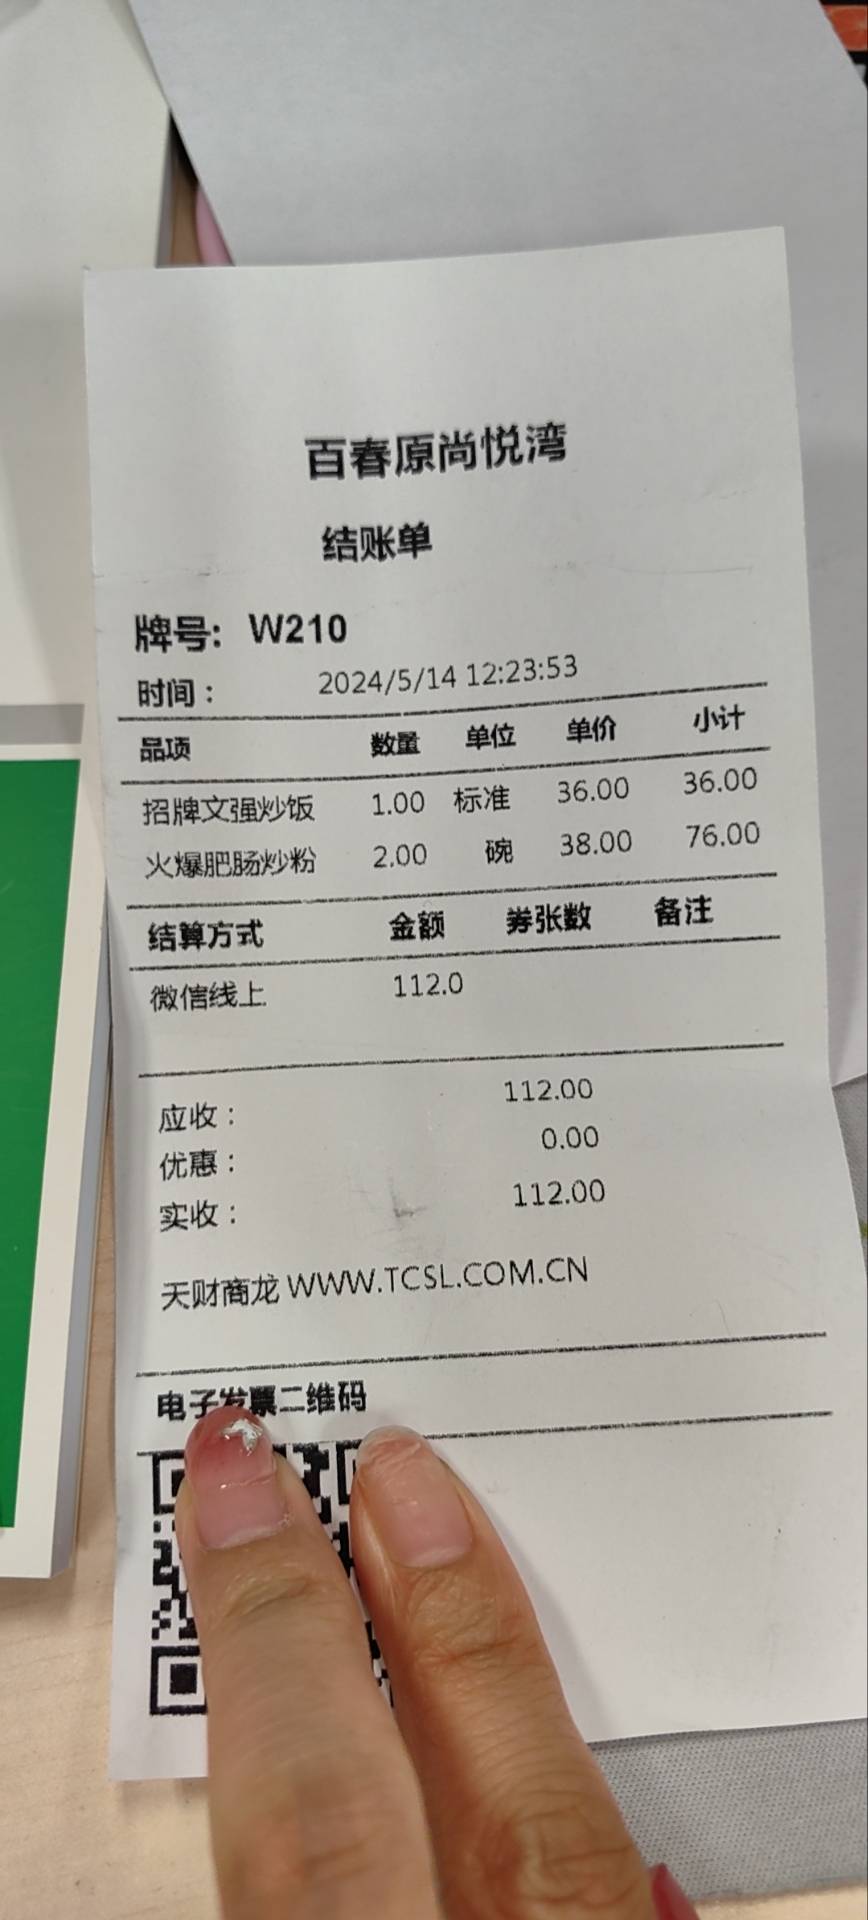 百春原尚悦湾
结账单
牌号: W210
时间： 2024/5/14 12:23:53
品项 数量 单位 单价 小计
招牌文强炒饭 1.00 标准 36.00 36.00
火爆肥肠炒粉 2.00 碗 38.00 76.00
结算方式 金额 券张数 备注
微信线上 112.0
应收： 112.00
优惠： 0.00
实收： 112.00
天财商龙 WWW.TCSL.COM.CN
电子发票二维码